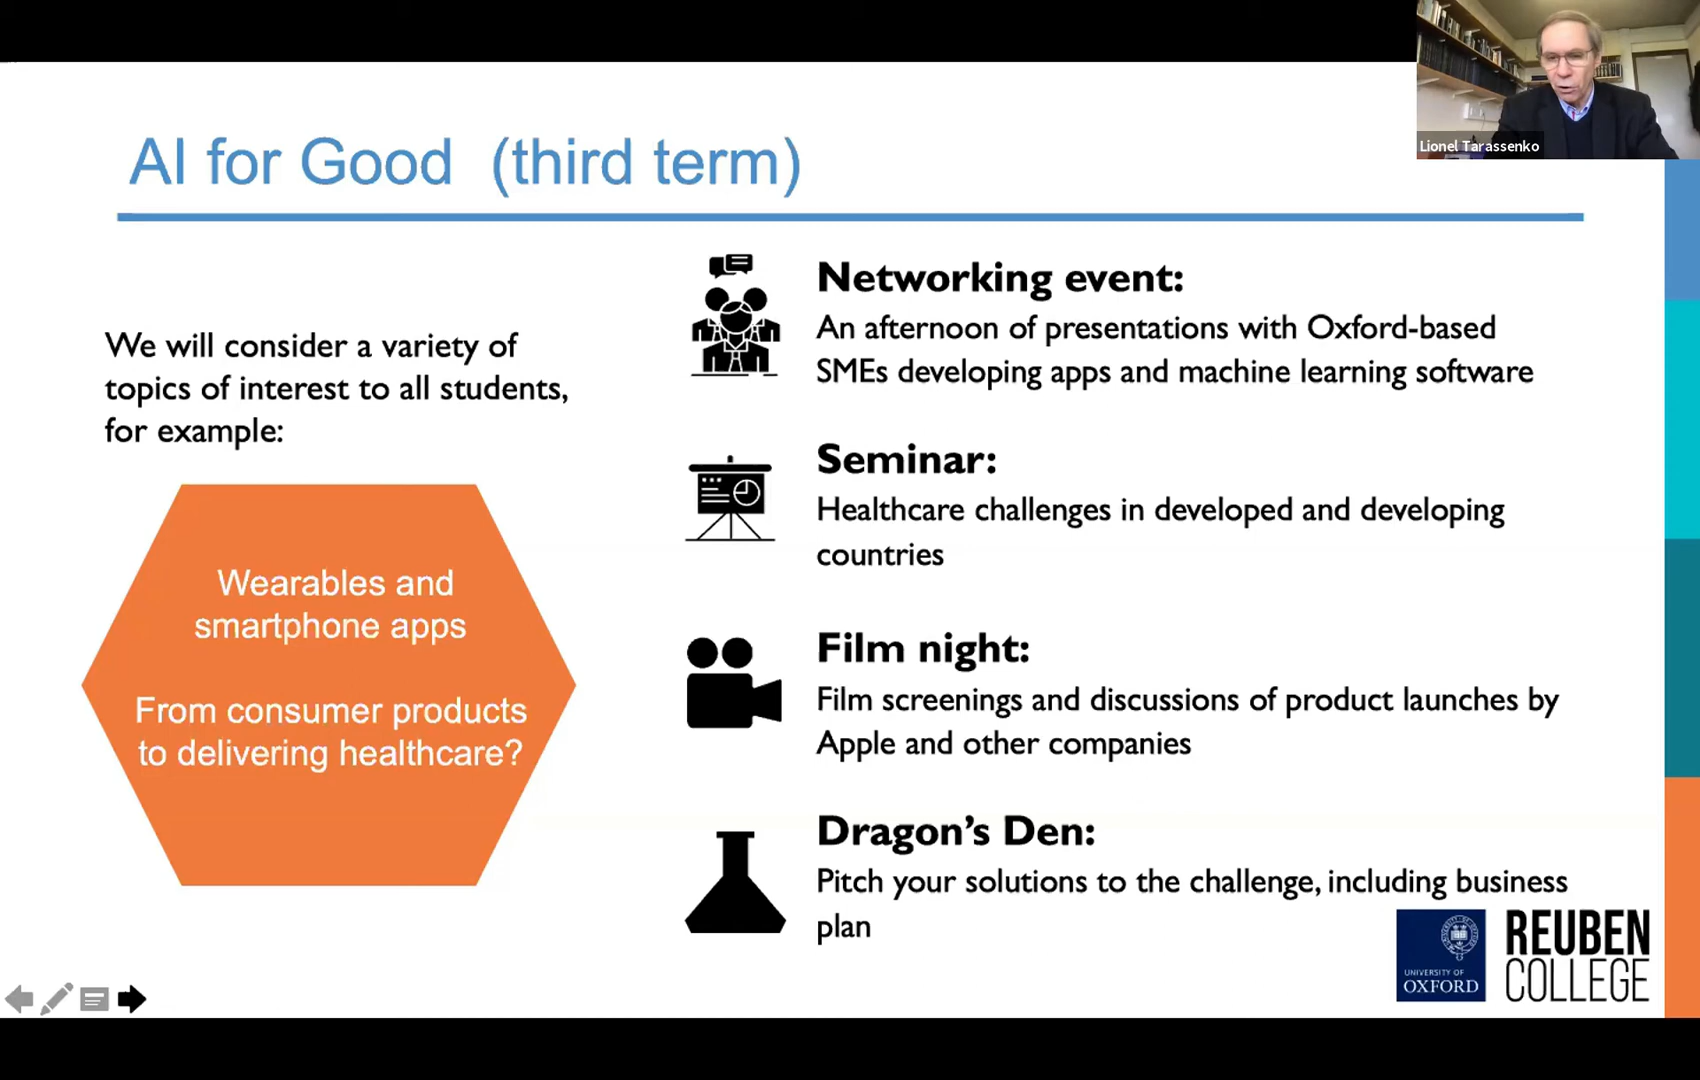 Lionel Tarassenko
AI for Good (third term)
We will consider a variety of
topics of interest to all students,
for example:
Wearables and
smartphone apps
From consumer products
to delivering healthcare?
Networking event:
An afternoon of presentations with Oxford-based
SMEs developing apps and machine learning software
Seminar:
Healthcare challenges in developed and developing
countries
Film night:
Film screenings and discussions of product launches by
Apple and other companies
Dragon’s Den:
Pitch your solutions to the challenge, including business
plan
UNIVERSITY OF
OXFORD
REUBEN
COLLEGE